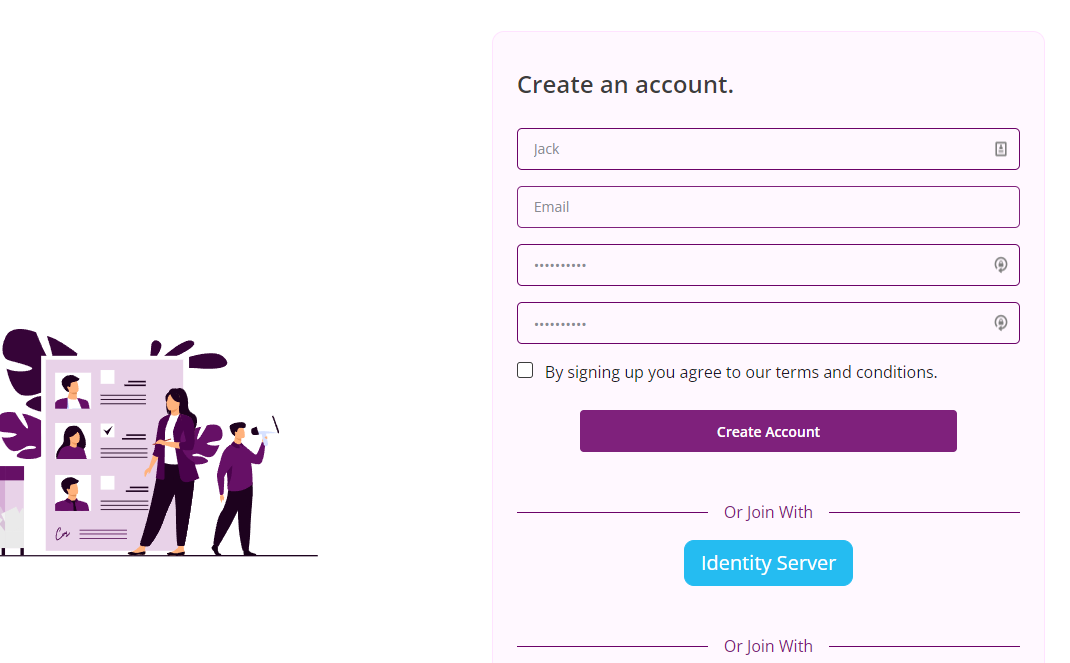 Create an account.
Jack
Email
··········
··········
By signing up you agree to our terms and conditions.
Create Account
Or Join With
Identity Server
Or Join With